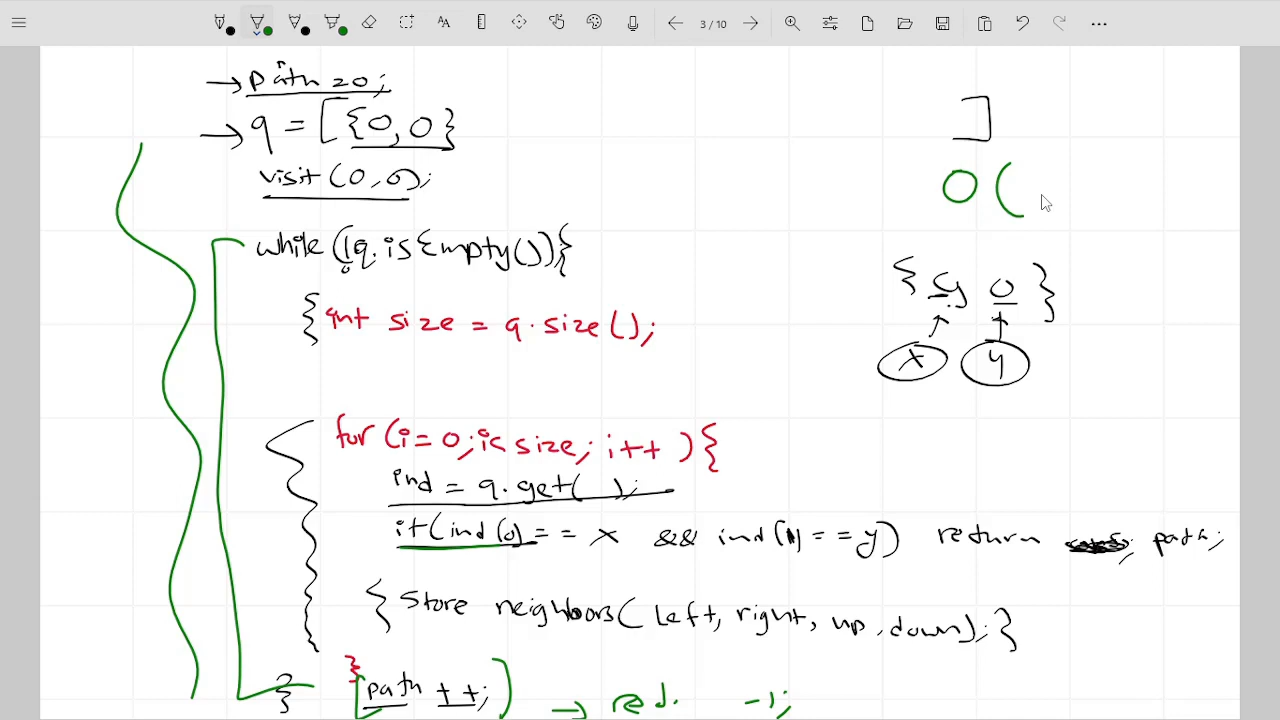 3 / 10
→ path = 0;
→ q = [{0,0}
]
visit(0,0);
O(
while(!q.isEmpty()){
{ 0 }
{int size = q.size();
x y
for(i=0;i<size; i++){
ind = q.get( );
if(ind(0)== x && ind(1)==y) return ; path;
{Store neighbors(left, right, up, down);}
}
} path ++;
→ -1;